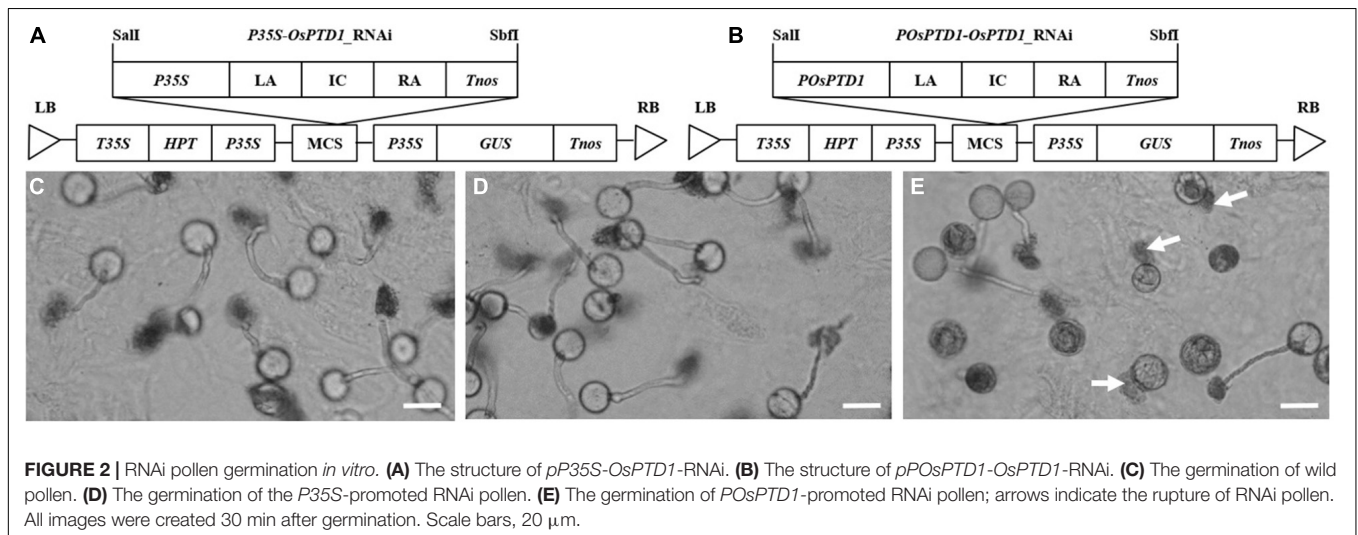 A
SalI P35S-OsPTD1_RNAi SbfI
P35S LA IC RA Tnos
LB RB
T35S HPT P35S MCS P35S GUS Tnos
B
SalI POsPTD1-OsPTD1_RNAi SbfI
POsPTD1 LA IC RA Tnos
LB RB
T35S HPT P35S MCS P35S GUS Tnos
C
D
E
FIGURE 2 | RNAi pollen germination in vitro. (A) The structure of pP35S-OsPTD1-RNAi. (B) The structure of pPOsPTD1-OsPTD1-RNAi. (C) The germination of wild
pollen. (D) The germination of the P35S-promoted RNAi pollen. (E) The germination of POsPTD1-promoted RNAi pollen; arrows indicate the rupture of RNAi pollen.
All images were created 30 min after germination. Scale bars, 20 μm.